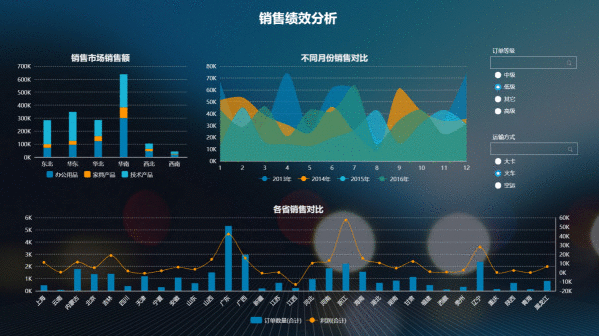 销售绩效分析
销售市场销售额
700K
600K
500K
400K
300K
200K
100K
0K
东北 华东 华北 华南 西北 西南
办公用品 家具产品 技术产品
不同月份销售对比
80K
70K
60K
50K
40K
30K
20K
10K
0K
1 2 3 4 5 6 7 8 9 10 11 12
2013年 2014年 2015年 2016年
订单等级
中级
低级
其它
高级
运输方式
大卡
火车
空运
各省销售对比
6K
5K
4K
3K
2K
1K
0K
60K
50K
40K
30K
20K
10K
0K
-10K
-20K
上海 云南 内蒙古 北京 吉林 四川 天津 宁夏 安徽 山东 山西 广东 广西 新疆 江苏 江西 河北 河南 浙江 海南 湖北 湖南 甘肃 福建 西藏 贵州 辽宁 重庆 陕西 青海 黑龙江
订单数量(合计) 利润(合计)